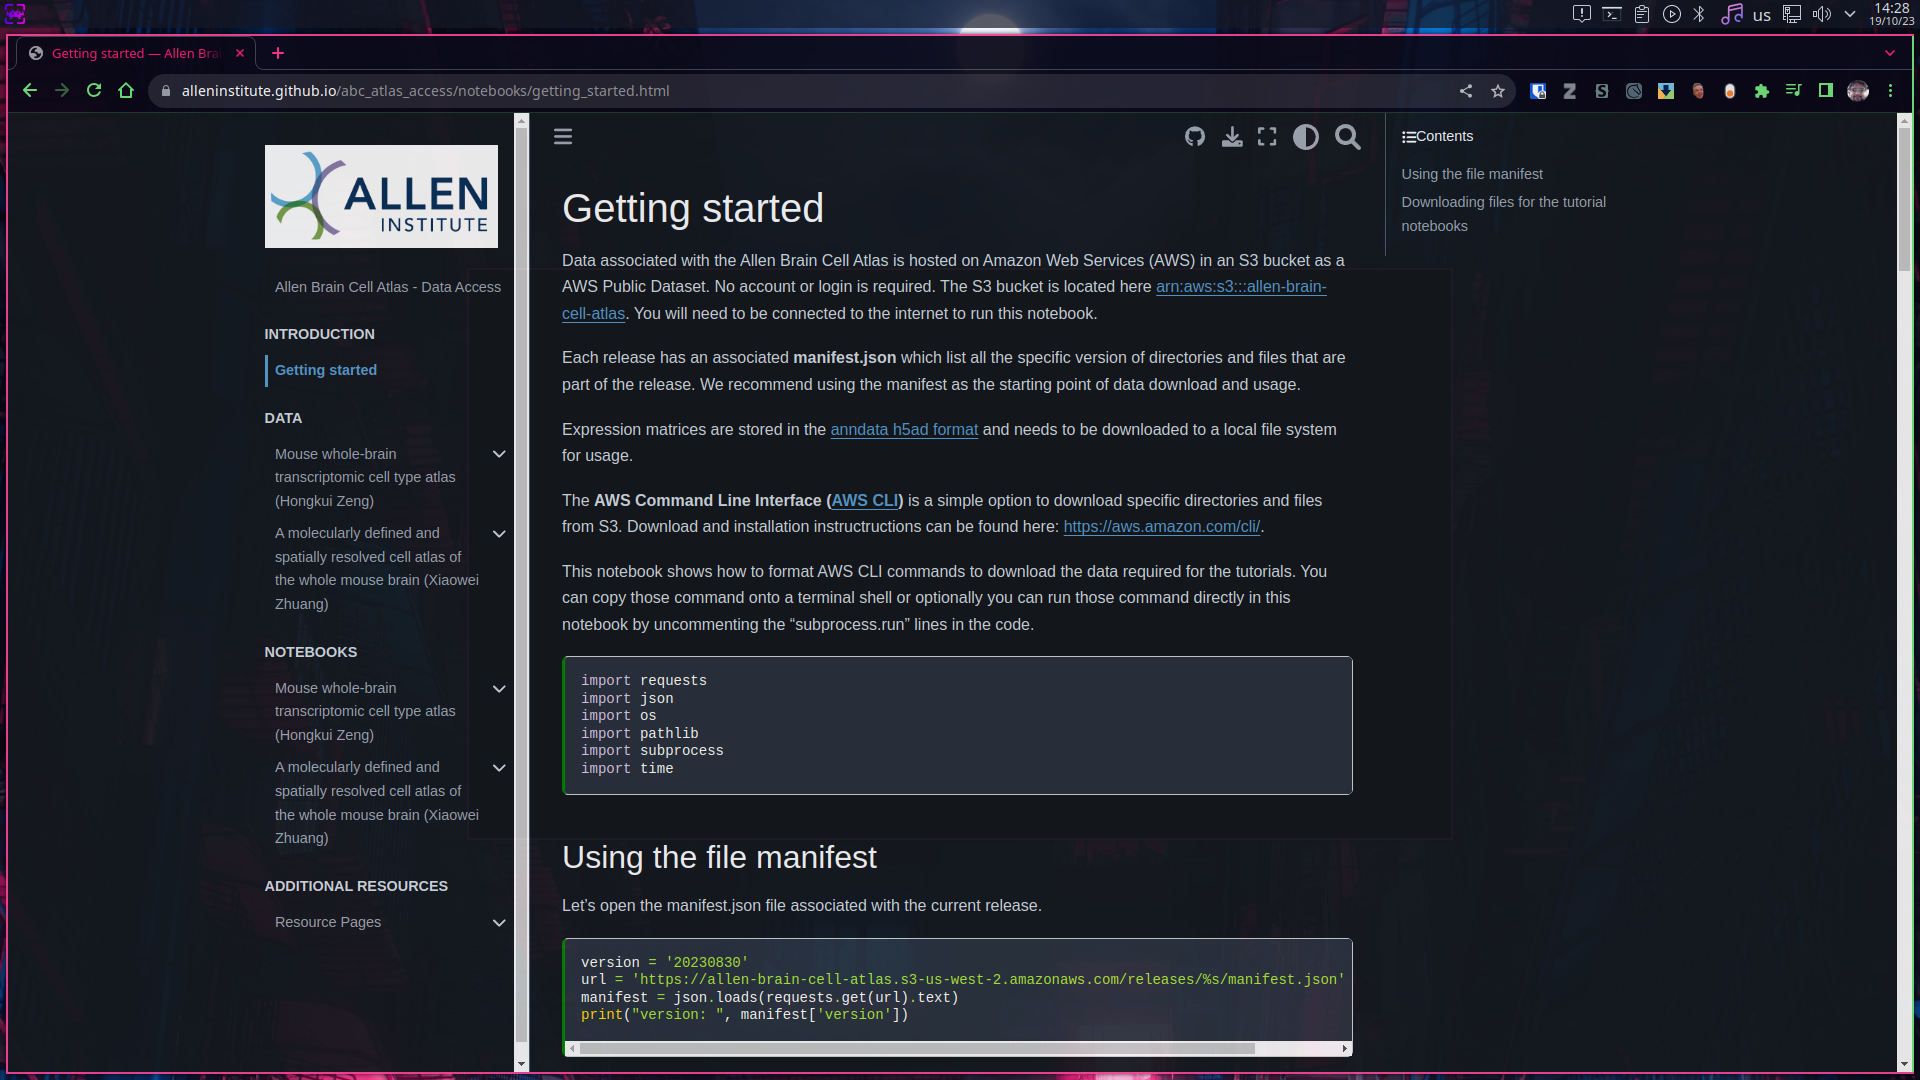 us
14:28
19/10/23
Getting started — Allen Bra
alleninstitute.github.io/abc_atlas_access/notebooks/getting_started.html
ALLEN
INSTITUTE
Allen Brain Cell Atlas - Data Access
INTRODUCTION
Getting started
DATA
Mouse whole-brain
transcriptomic cell type atlas
(Hongkui Zeng)
A molecularly defined and
spatially resolved cell atlas of
the whole mouse brain (Xiaowei
Zhuang)
NOTEBOOKS
Mouse whole-brain
transcriptomic cell type atlas
(Hongkui Zeng)
A molecularly defined and
spatially resolved cell atlas of
the whole mouse brain (Xiaowei
Zhuang)
ADDITIONAL RESOURCES
Resource Pages
Getting started
Data associated with the Allen Brain Cell Atlas is hosted on Amazon Web Services (AWS) in an S3 bucket as a
AWS Public Dataset. No account or login is required. The S3 bucket is located here arn:aws:s3:::allen-brain-
cell-atlas. You will need to be connected to the internet to run this notebook.
Each release has an associated manifest.json which list all the specific version of directories and files that are
part of the release. We recommend using the manifest as the starting point of data download and usage.
Expression matrices are stored in the anndata h5ad format and needs to be downloaded to a local file system
for usage.
The AWS Command Line Interface (AWS CLI) is a simple option to download specific directories and files
from S3. Download and installation instructructions can be found here: https://aws.amazon.com/cli/.
This notebook shows how to format AWS CLI commands to download the data required for the tutorials. You
can copy those command onto a terminal shell or optionally you can run those command directly in this
notebook by uncommenting the “subprocess.run” lines in the code.
import requests
import json
import os
import pathlib
import subprocess
import time
Using the file manifest
Let’s open the manifest.json file associated with the current release.
version = '20230830'
url = 'https://allen-brain-cell-atlas.s3-us-west-2.amazonaws.com/releases/%s/manifest.json'
manifest = json.loads(requests.get(url).text)
print("version: ", manifest['version'])
Contents
Using the file manifest
Downloading files for the tutorial
notebooks